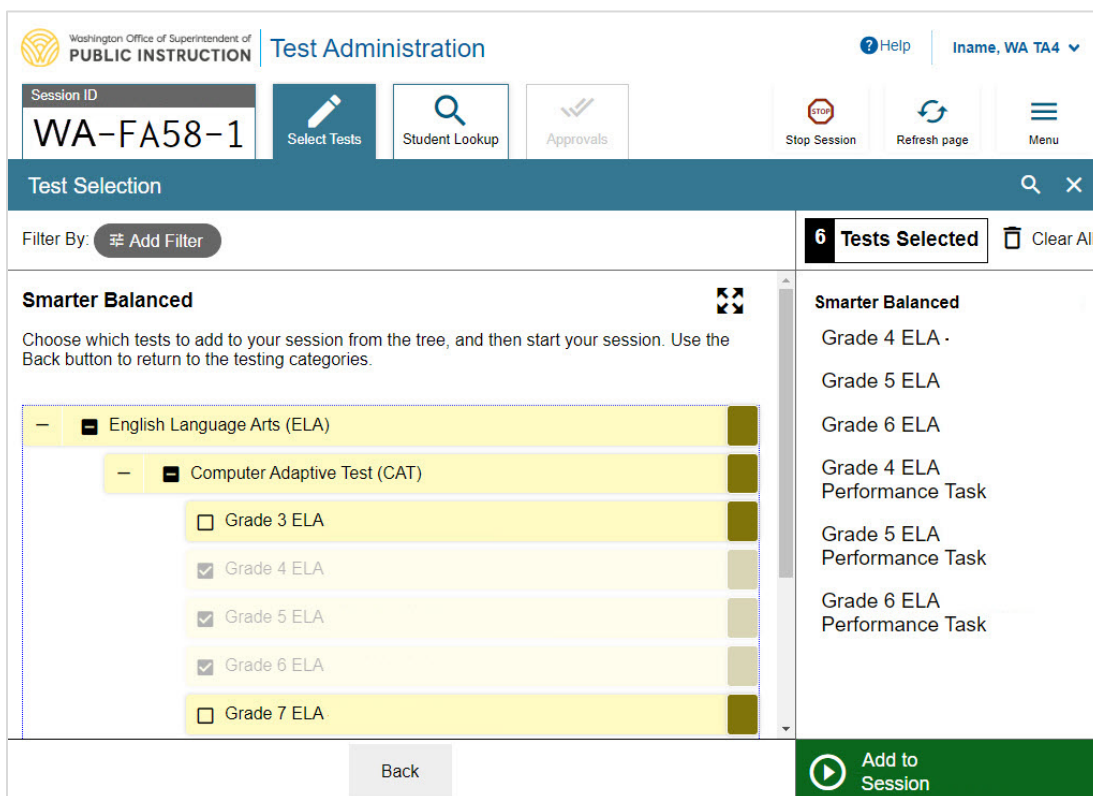 Washington Office of Superintendent of
PUBLIC INSTRUCTION
Test Administration
Help
Iname, WA TA4
Session ID
WA-FA58-1
Select Tests
Student Lookup
Approvals
STOP
Stop Session
Refresh page
Menu
Test Selection
Filter By:
Add Filter
6 Tests Selected
Clear All
Smarter Balanced
Choose which tests to add to your session from the tree, and then start your session. Use the
Back button to return to the testing categories.
English Language Arts (ELA)
Computer Adaptive Test (CAT)
Grade 3 ELA
Grade 4 ELA
Grade 5 ELA
Grade 6 ELA
Grade 7 ELA
Back
Smarter Balanced
Grade 4 ELA
Grade 5 ELA
Grade 6 ELA
Grade 4 ELA
Performance Task
Grade 5 ELA
Performance Task
Grade 6 ELA
Performance Task
Add to
Session